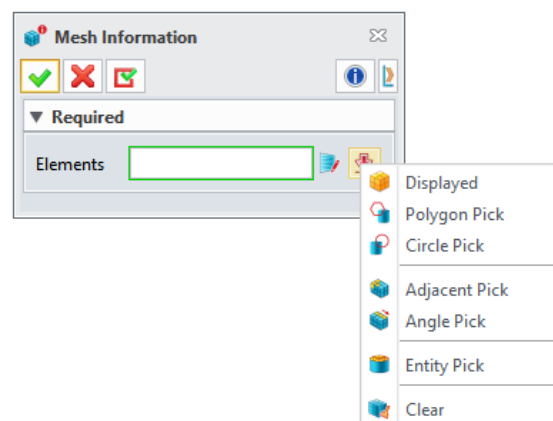 Mesh Information
Required
Elements
Displayed
Polygon Pick
Circle Pick
Adjacent Pick
Angle Pick
Entity Pick
Clear